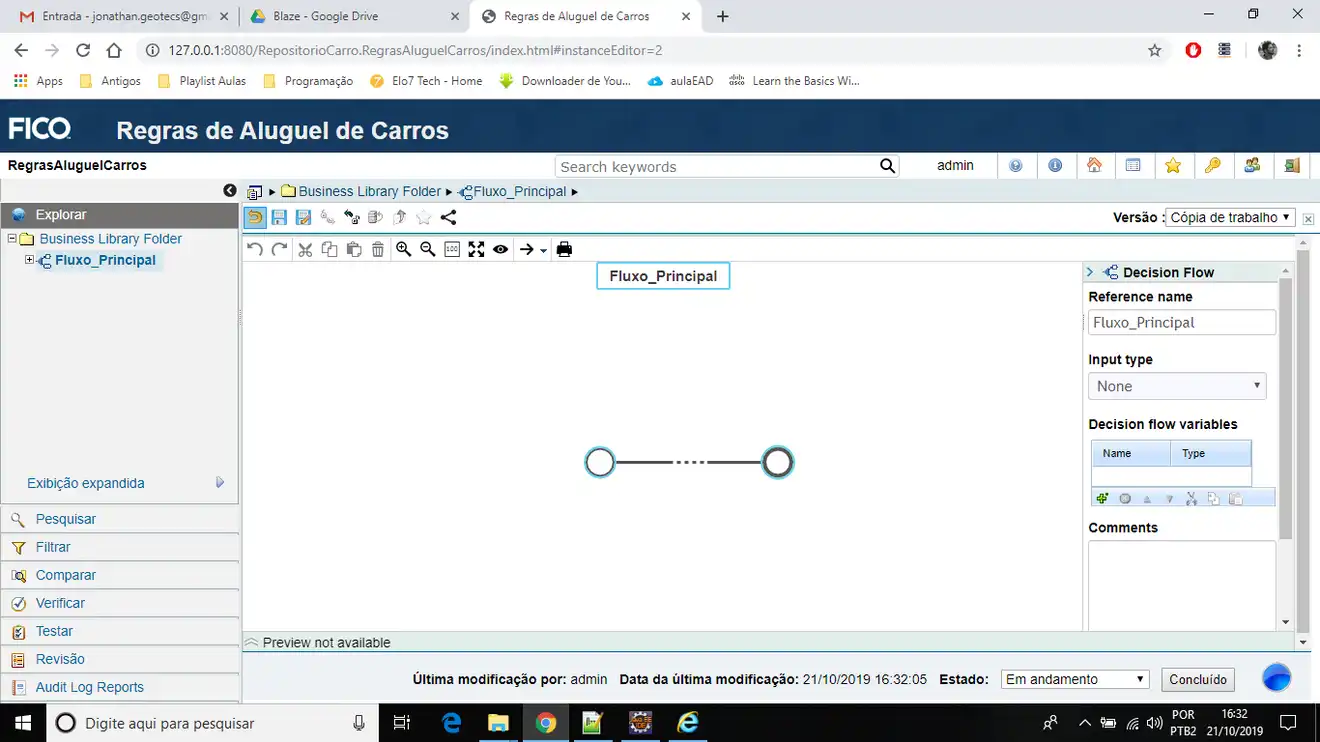 Entrada - jonathan.geotecs@gm
Blaze - Google Drive
Regras de Aluguel de Carros
127.0.0.1:8080/RepositorioCarro.RegrasAluguelCarros/index.html#instanceEditor=2
Apps Antigos Playlist Aulas Programação Elo7 Tech - Home Downloader de You... aulaEAD Learn the Basics Wi...
FICO Regras de Aluguel de Carros
RegrasAluguelCarros Search keywords admin
Business Library Folder Fluxo_Principal
Explorar
Versão : Cópia de trabalho
Business Library Folder
Fluxo_Principal
Exibição expandida
Pesquisar
Filtrar
Comparar
Verificar
Testar
Revisão
Audit Log Reports
100
Fluxo_Principal
Decision Flow
Reference name
Fluxo_Principal
Input type
None
Decision flow variables
Name Type
Comments
Preview not available
Última modificação por: admin Data da última modificação: 21/10/2019 16:32:05 Estado: Em andamento Concluído
Digite aqui para pesquisar
POR
PTB2
16:32
21/10/2019